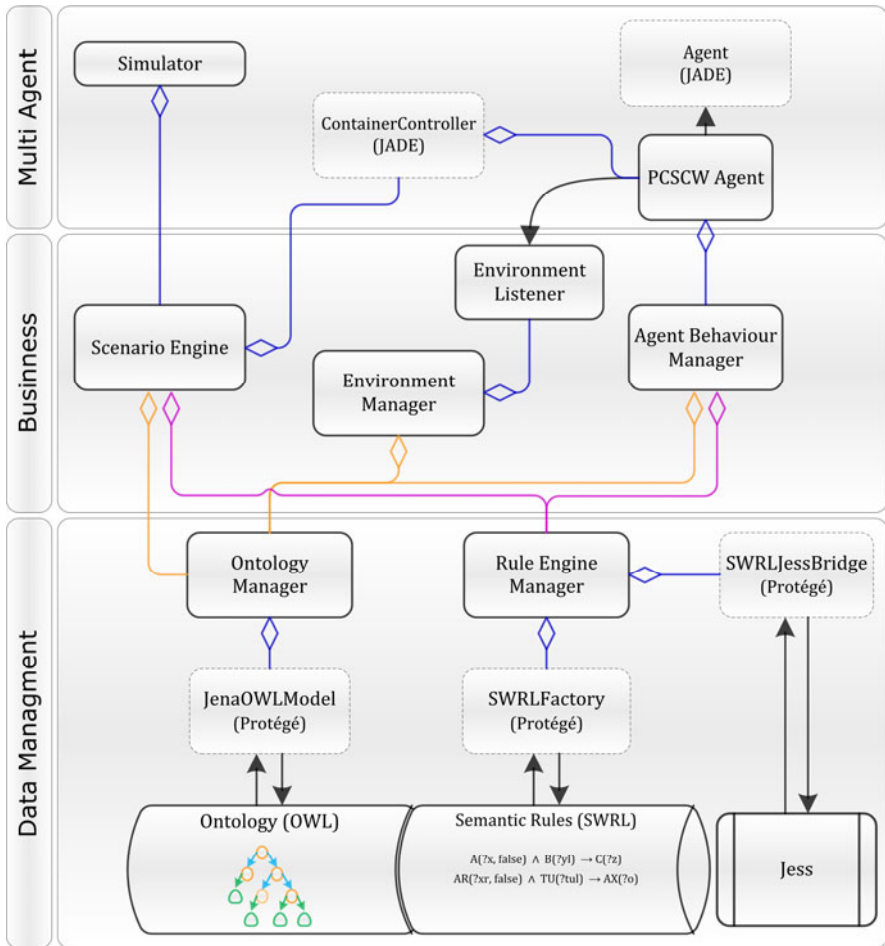 Multi Agent
Simulator
Agent
(JADE)
ContainerController
(JADE)
PCSCW Agent
Businness
Environment
Listener
Scenario Engine
Agent Behaviour
Manager
Environment
Manager
Data Managment
Ontology
Manager
Rule Engine
Manager
SWRLJessBridge
(Protégé)
JenaOWLModel
(Protégé)
SWRLFactory
(Protégé)
Ontology (OWL)
Semantic Rules (SWRL)
A(?x, false) ∧ B(?yl) → C(?z)
AR(?xr, false) ∧ TU(?tul) → AX(?o)
Jess